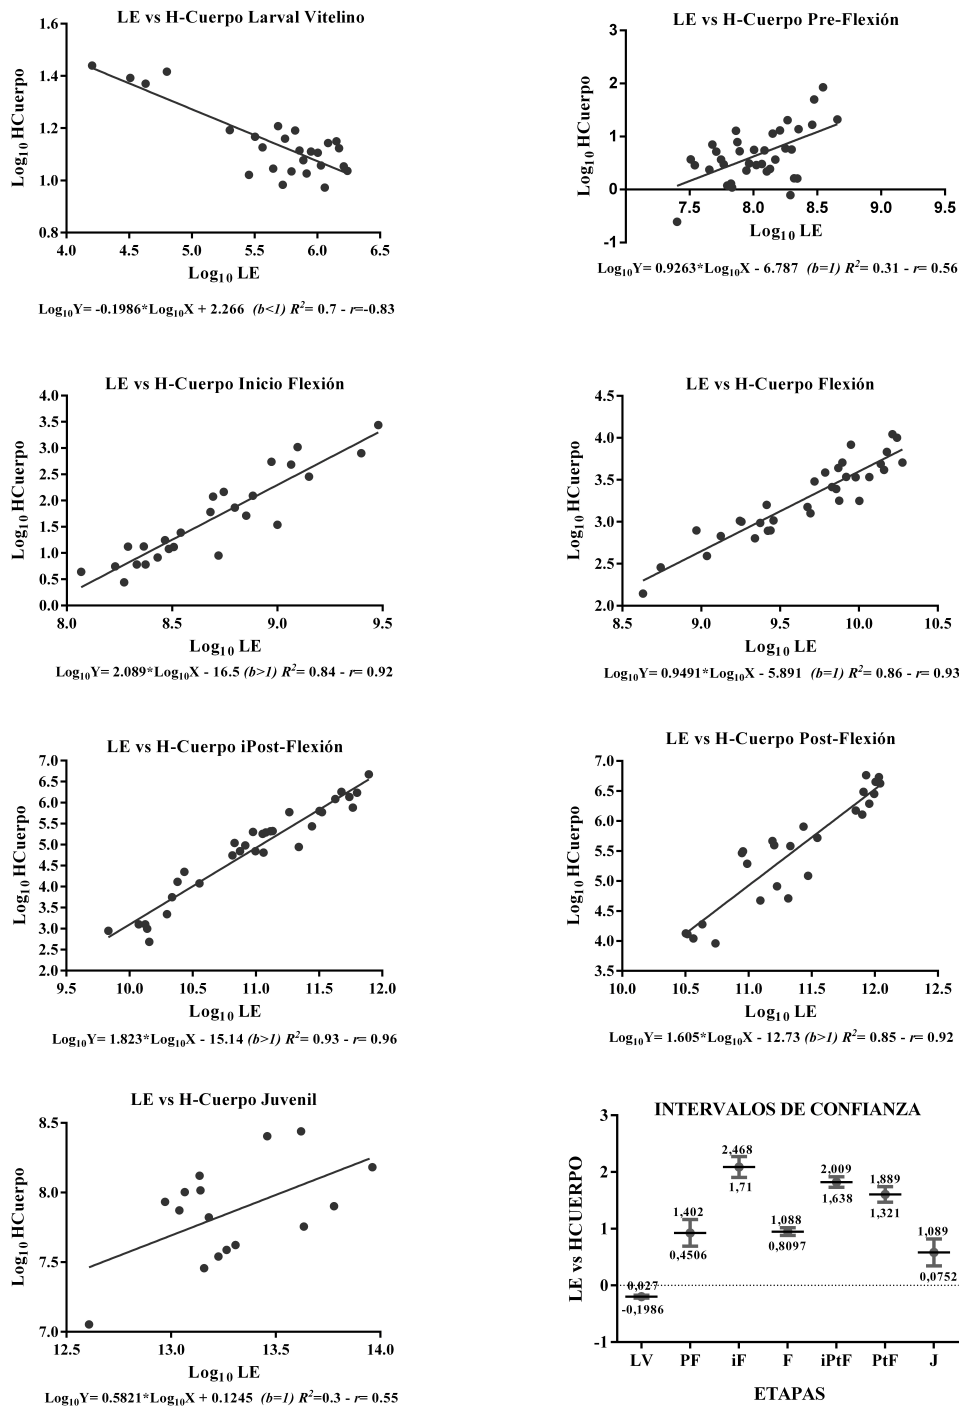 LE vs H-Cuerpo Larval Vitelino
Log10 HCuerpo
1.6
1.4
1.2
1.0
0.8
4.0 4.5 5.0 5.5 6.0 6.5
Log10 LE
Log10Y= -0.1986*Log10X + 2.266 (b<1) R²= 0.7 - r=-0.83
LE vs H-Cuerpo Pre-Flexión
Log10 HCuerpo
3
2
1
0
-1
7.5 8.0 8.5 9.0 9.5
Log10 LE
Log10Y= 0.9263*Log10X - 6.787 (b=1) R²= 0.31 - r= 0.56
LE vs H-Cuerpo Inicio Flexión
Log10 HCuerpo
4.0
3.5
3.0
2.5
2.0
1.5
1.0
0.5
0.0
8.0 8.5 9.0 9.5
Log10 LE
Log10Y= 2.089*Log10X - 16.5 (b>1) R²= 0.84 - r= 0.92
LE vs H-Cuerpo Flexión
Log10 HCuerpo
4.5
4.0
3.5
3.0
2.5
2.0
8.5 9.0 9.5 10.0 10.5
Log10 LE
Log10Y= 0.9491*Log10X - 5.891 (b=1) R²= 0.86 - r= 0.93
LE vs H-Cuerpo iPost-Flexión
Log10 HCuerpo
7.0
6.5
6.0
5.5
5.0
4.5
4.0
3.5
3.0
2.5
2.0
9.5 10.0 10.5 11.0 11.5 12.0
Log10 LE
Log10Y= 1.823*Log10X - 15.14 (b>1) R²= 0.93 - r= 0.96
LE vs H-Cuerpo Post-Flexión
Log10 HCuerpo
7.0
6.5
6.0
5.5
5.0
4.5
4.0
3.5
10.0 10.5 11.0 11.5 12.0 12.5
Log10 LE
Log10Y= 1.605*Log10X - 12.73 (b>1) R²= 0.85 - r= 0.92
LE vs H-Cuerpo Juvenil
Log10 HCuerpo
8.5
8.0
7.5
7.0
12.5 13.0 13.5 14.0
Log10 LE
Log10Y= 0.5821*Log10X + 0.1245 (b=1) R²=0.3 - r= 0.55
INTERVALOS DE CONFIANZA
LE vs HCUERPO
3
2
1
0
-1
0,027
-0,1986
1,402
0,4506
2,468
1,71
1,088
0,8097
2,009
1,638
1,889
1,321
1,089
0,0752
LV PF iF F iPtF PtF J
ETAPAS